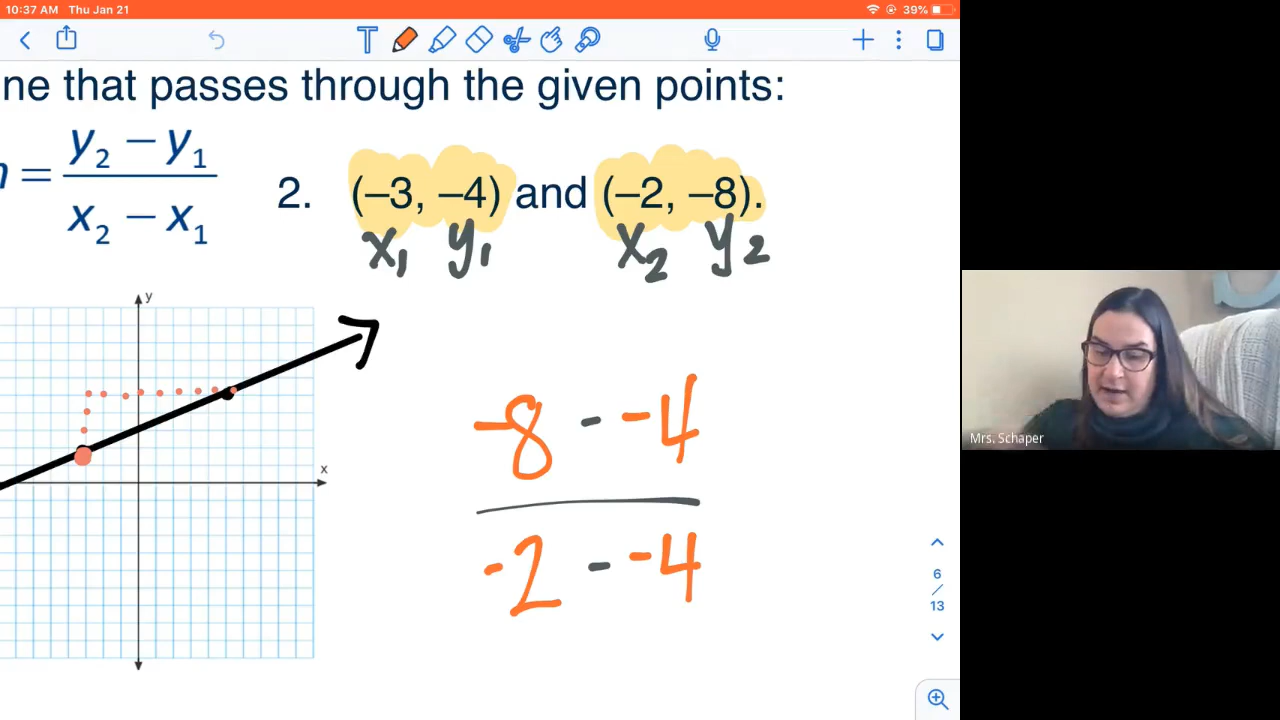 10:37 AM Thu Jan 21 39%
ne that passes through the given points:
= y₂ − y₁
x₂ − x₁
2. (–3, –4) and (–2, –8).
x₁ y₁ x₂ y₂
y
x
-8 - -4
-2 - -4
Mrs. Schaper
6
/
13